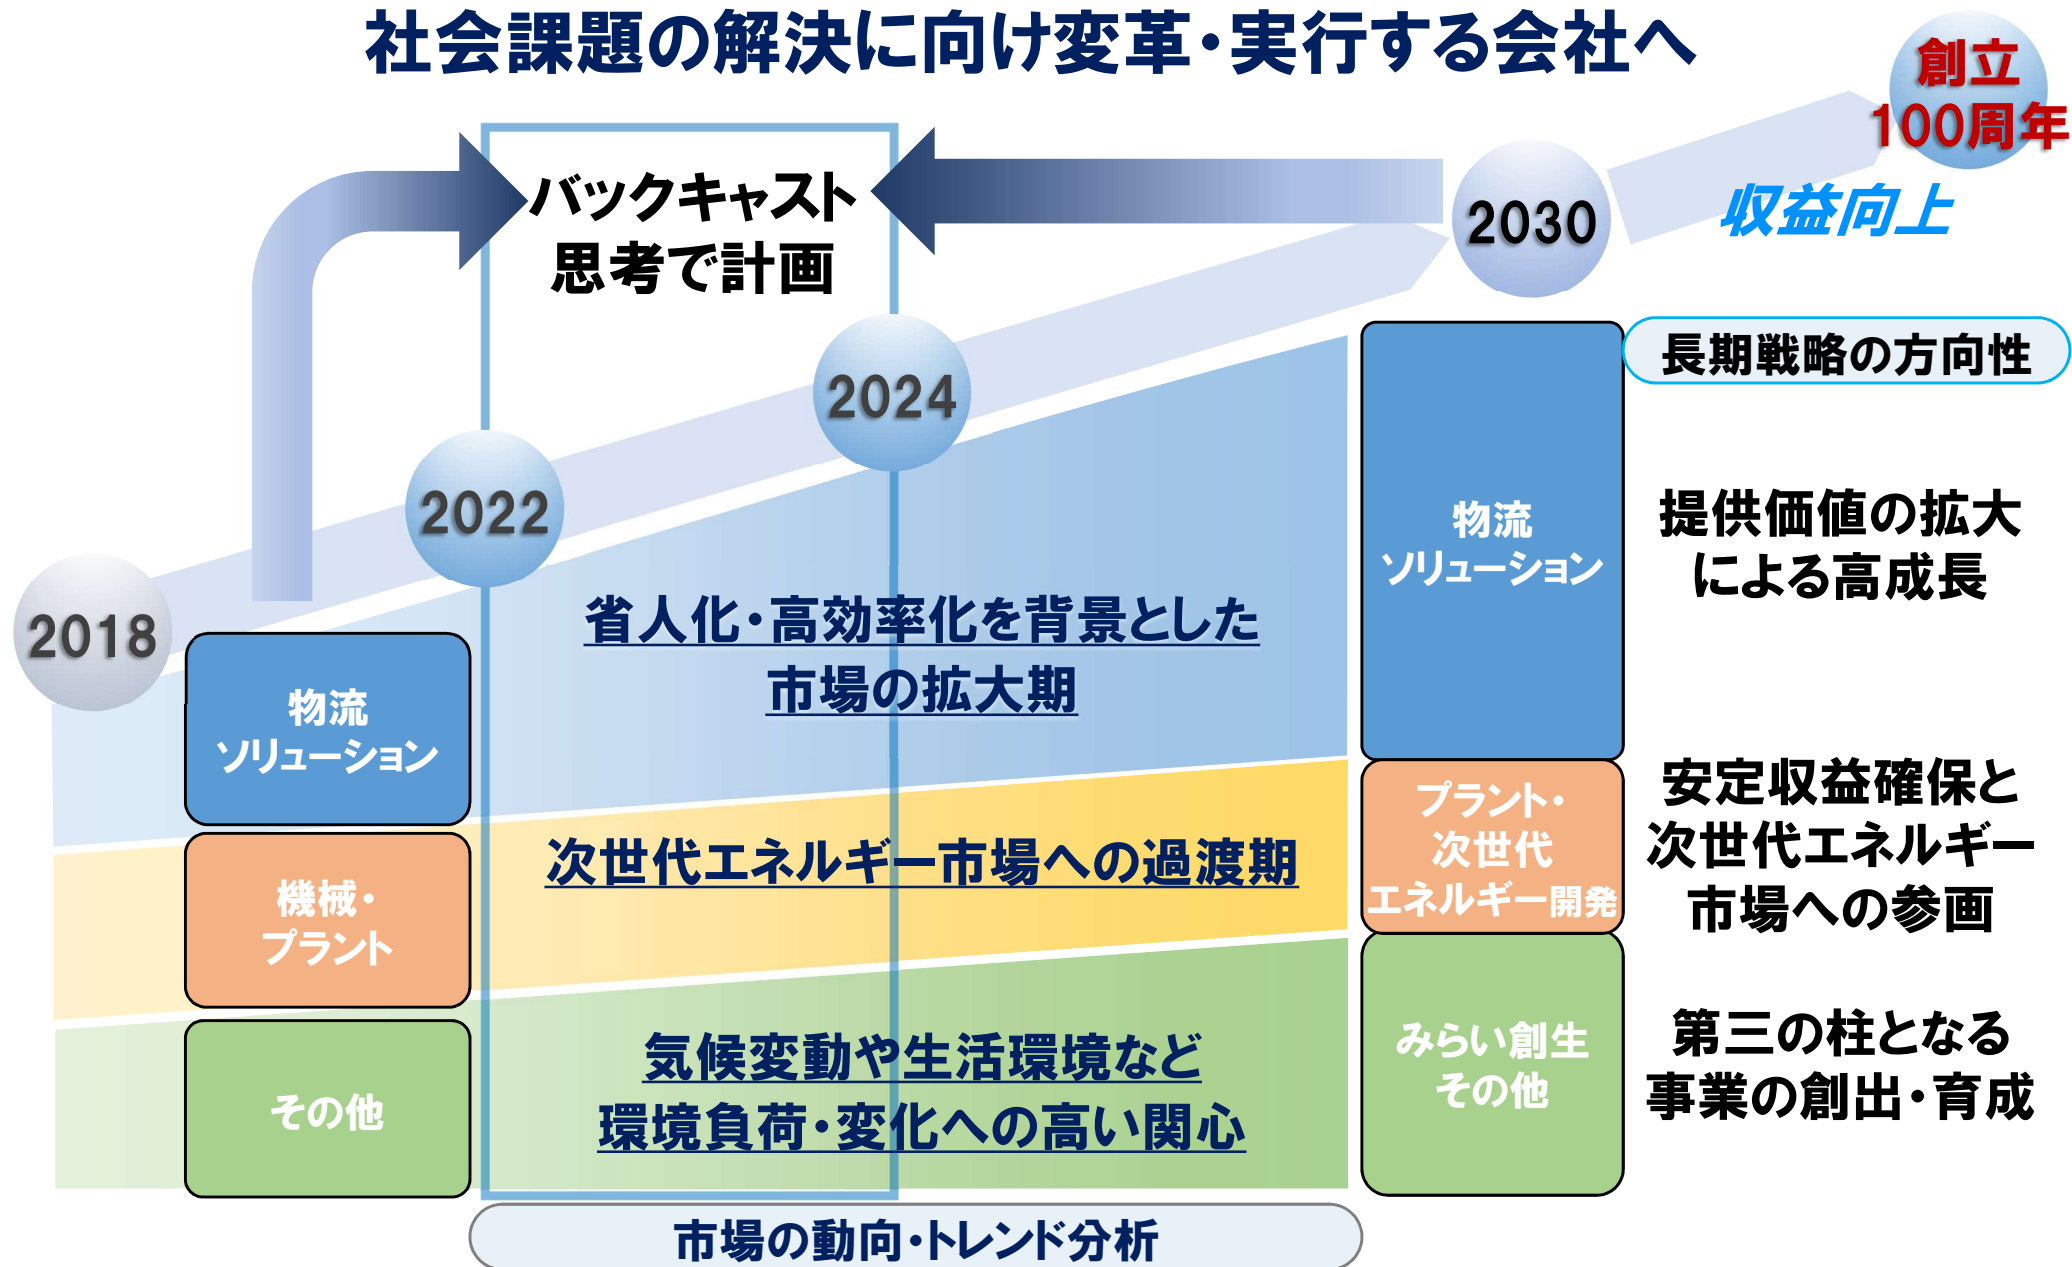 社会課題の解決に向け変革・実行する会社へ
創立
100周年
バックキャスト
思考で計画
2030
収益向上
2024
2022
2018
長期戦略の方向性
物流
ソリューション
機械・
プラント
その他
省人化・高効率化を背景とした
市場の拡大期
次世代エネルギー市場への過渡期
気候変動や生活環境など
環境負荷・変化への高い関心
物流
ソリューション
プラント・
次世代
エネルギー開発
みらい創生
その他
提供価値の拡大
による高成長
安定収益確保と
次世代エネルギー
市場への参画
第三の柱となる
事業の創出・育成
市場の動向・トレンド分析